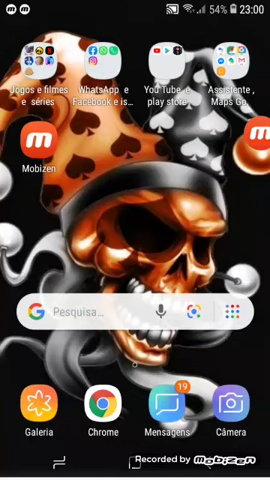 54% 23:00
Jogos e filmes e séries
WhatsApp e Facebook e is...
YouTube e play store
Assistente, Maps Go
Mobizen
Pesquisa...
19
Galeria
Chrome
Mensagens
Câmera
Recorded by mobizen